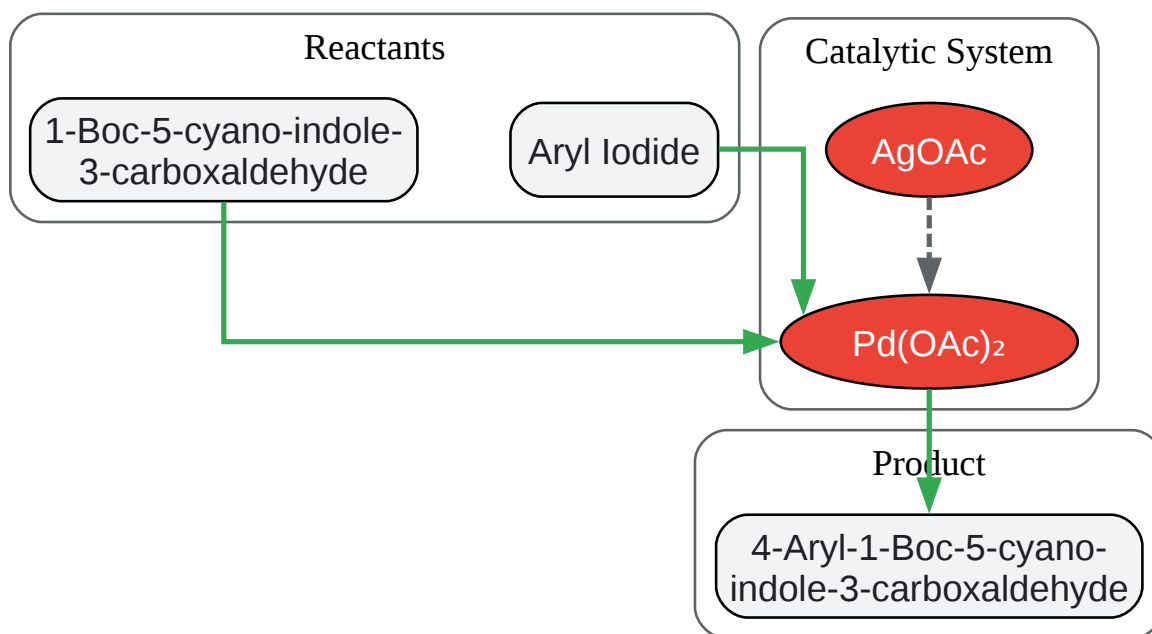 Reactants
1-Boc-5-cyano-indole-
3-carboxaldehyde
Aryl Iodide
Catalytic System
AgOAc
Pd(OAc)₂
Product
4-Aryl-1-Boc-5-cyano-
indole-3-carboxaldehyde